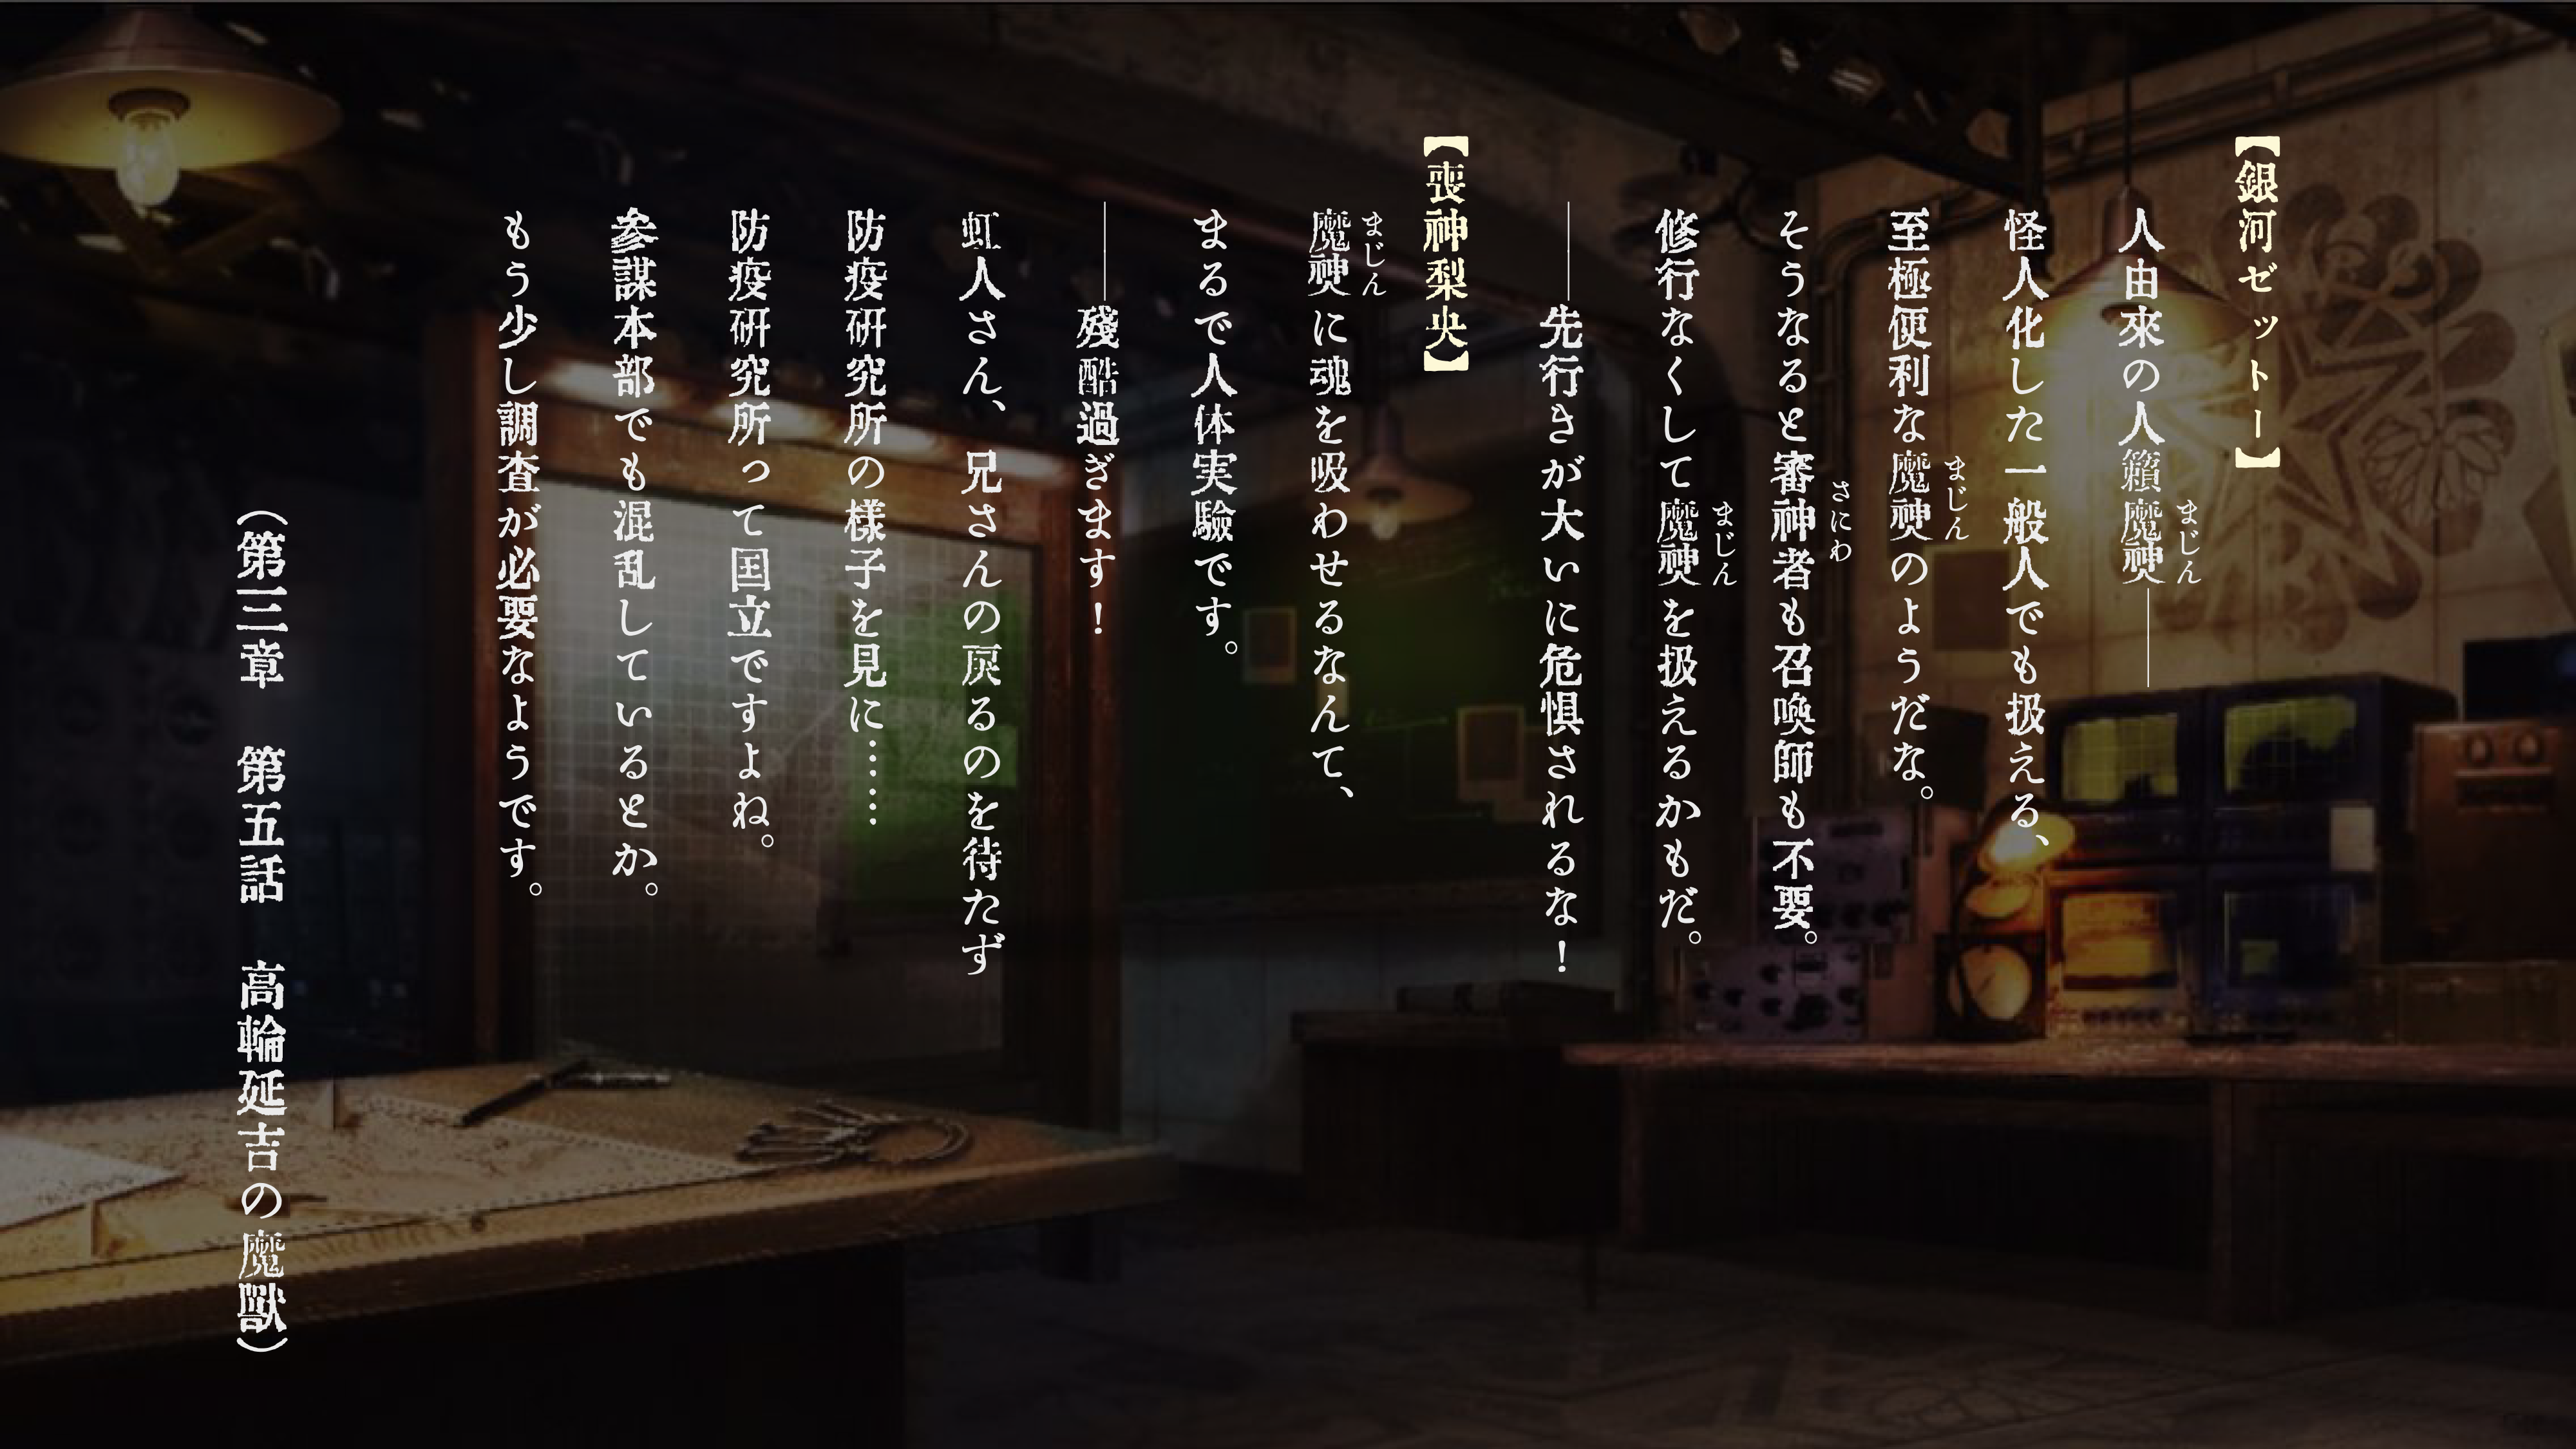 【銀河ゼットー】
人由來の人籟魔神――
まじん
怪人化した一般人でも扱える、
至極便利な魔神のようだな。
まじん
そうなると審神者も召喚師も不要。
さにわ
修行なくして魔神を扱えるかもだ。
まじん
――先行きが大いに危惧されるな！
【喪神梨央】
魔神に魂を吸わせるなんて、
まじん
まるで人体実驗です。
――殘酷過ぎます！
虹人さん、兄さんの戻るのを待たず
防疫研究所の様子を見に……
防疫研究所って国立ですよね。
参謀本部でも混乱しているとか。
もう少し調査が必要なようです。
（第三章　第五話　高輪延吉の魔獸）